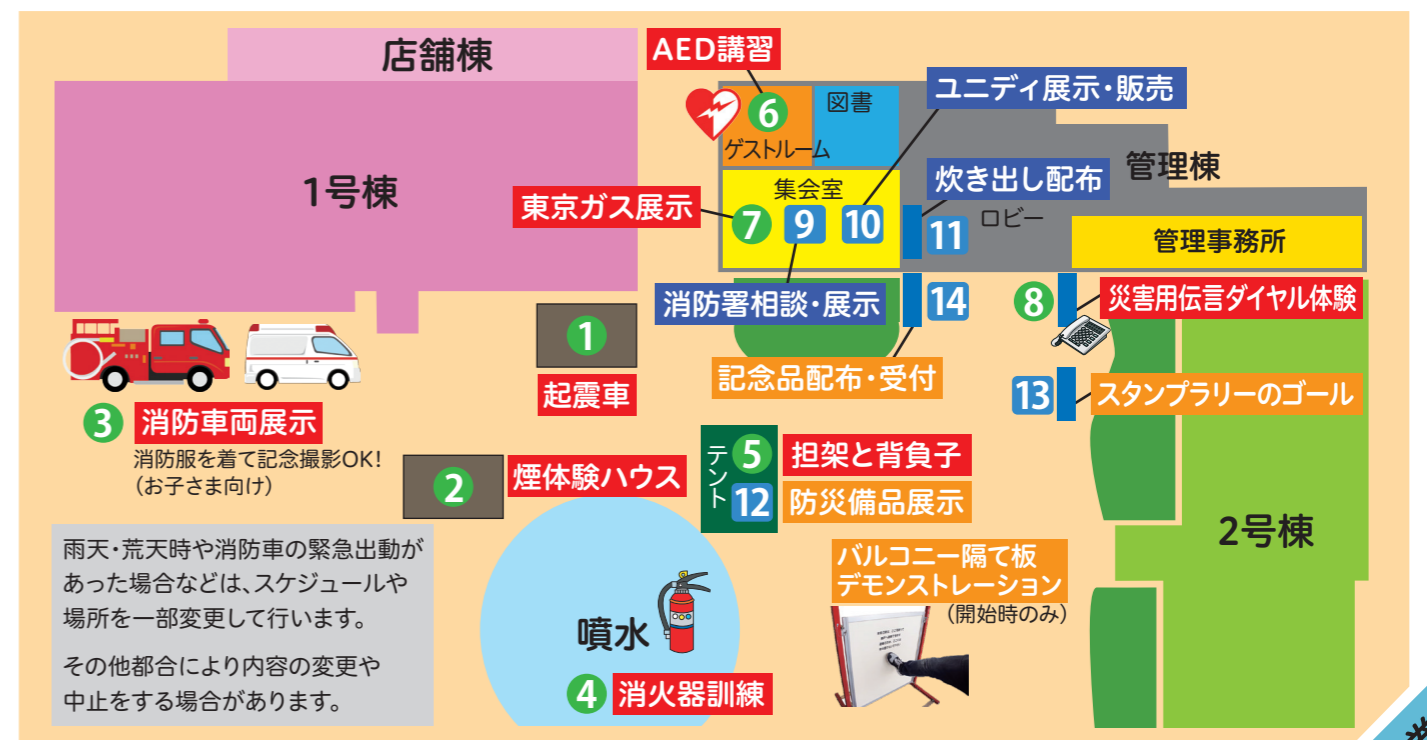 店舗棟
AED講習
6
図書
ユニディ展示・販売
ゲストルーム
管理棟
1号棟
集会室
炊き出し配布
東京ガス展示
7
9
10
11
ロビー
管理事務所
消防署相談・展示
14
8
災害用伝言ダイヤル体験
1
起震車
記念品配布・受付
13
スタンプラリーのゴール
3
消防車両展示
消防服を着て記念撮影OK!
(お子さま向け)
2
煙体験ハウス
テント
5
担架と背負子
12
防災備品展示
2号棟
雨天・荒天時や消防車の緊急出動が
あった場合などは、スケジュールや
場所を一部変更して行います。
その他都合により内容の変更や
中止をする場合があります。
バルコニー隔て板
デモンストレーション
(開始時のみ)
噴水
4
消火器訓練